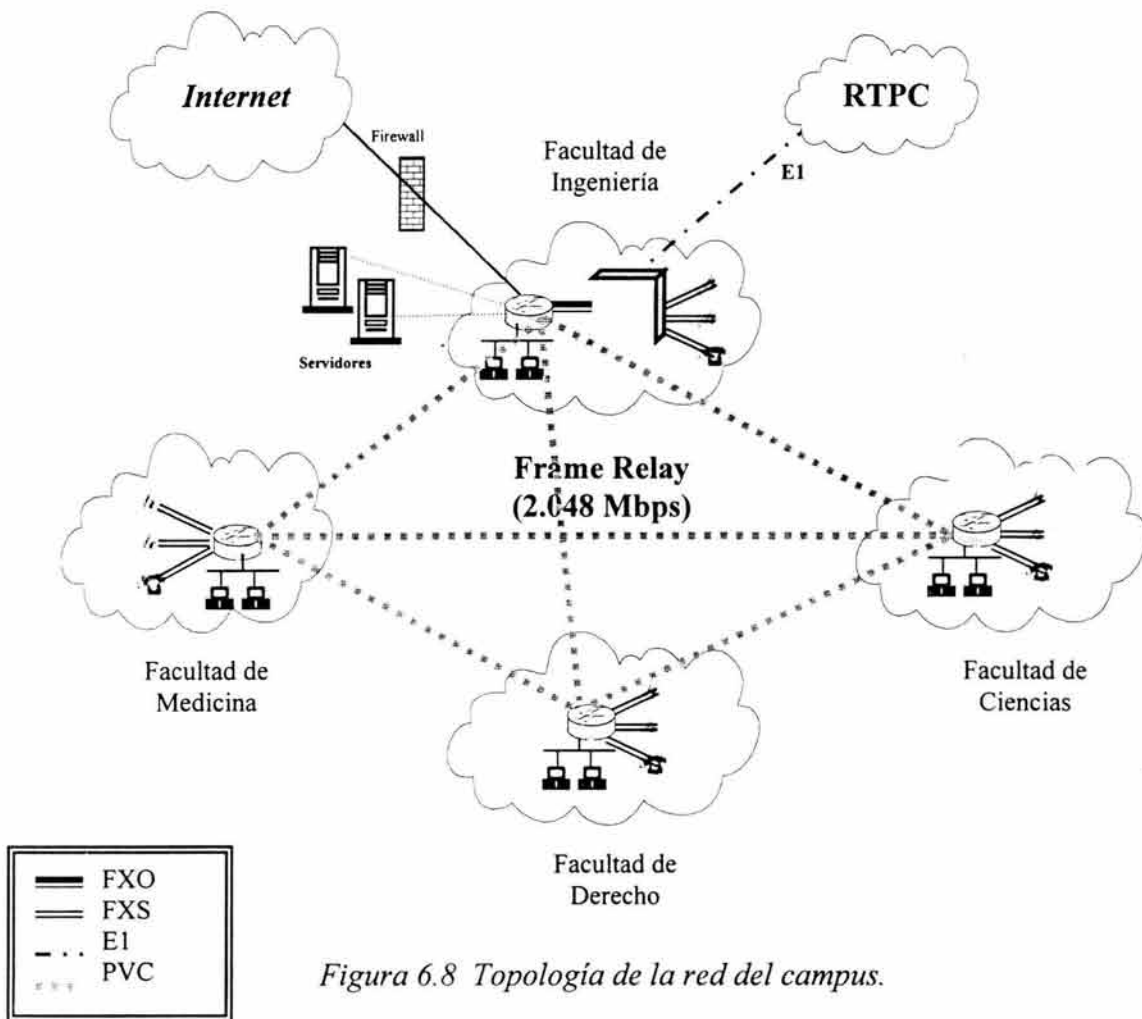 Internet
RTPC
Firewall
Facultad de
Ingeniería
E1
Servidores
Frame Relay
(2.048 Mbps)
Facultad de
Medicina
Facultad de
Ciencias
Facultad de
Derecho
FXO
FXS
E1
PVC
Figura 6.8 Topología de la red del campus.